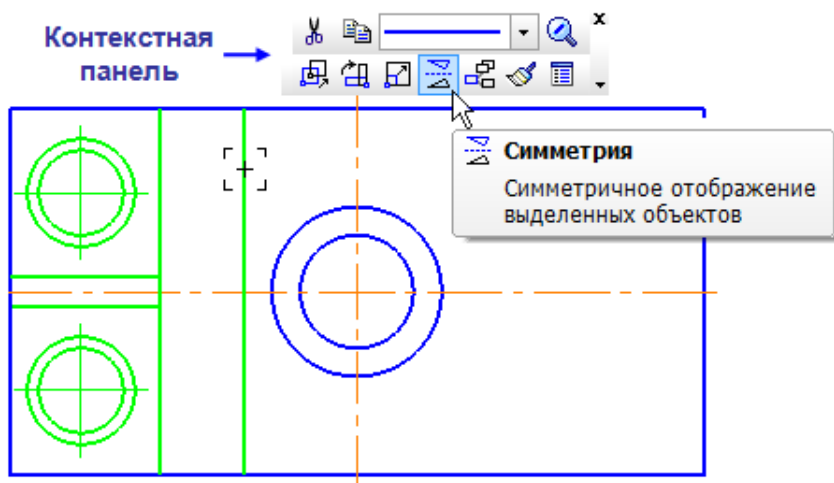 Контекстная
панель
x
Симметрия
Симметричное отображение
выделенных объектов